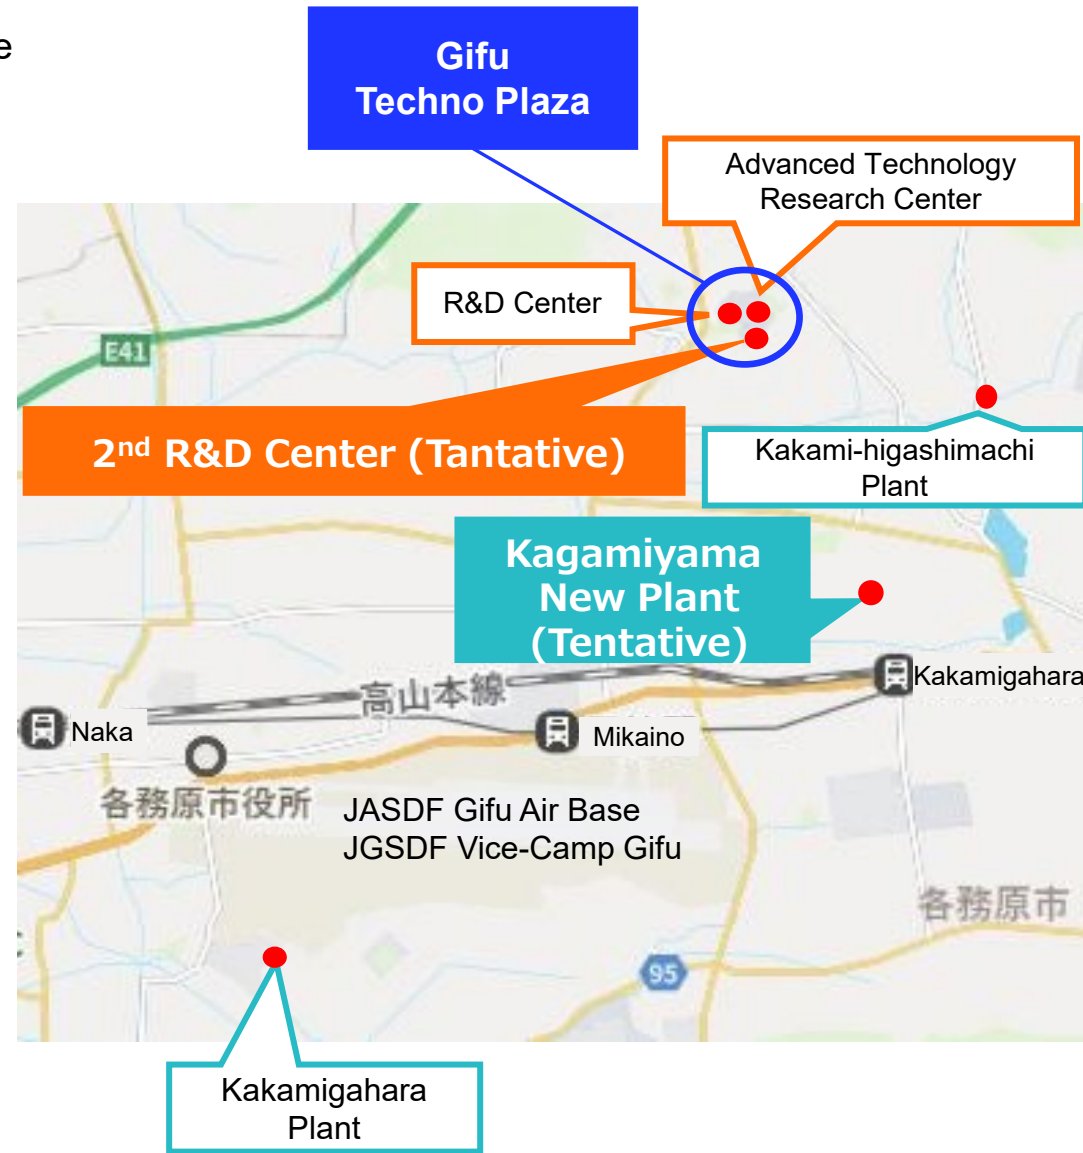 e
Gifu
Techno Plaza
Advanced Technology
Research Center
R&D Center
E41
2nd R&D Center (Tantative)
Kakami-higashimachi
Plant
Kagamiyama
New Plant
(Tentative)
高山本線
Kakamigahara
Naka
Mikaino
各務原市役所
JASDF Gifu Air Base
JGSDF Vice-Camp Gifu
各務原市
95
Kakamigahara
Plant